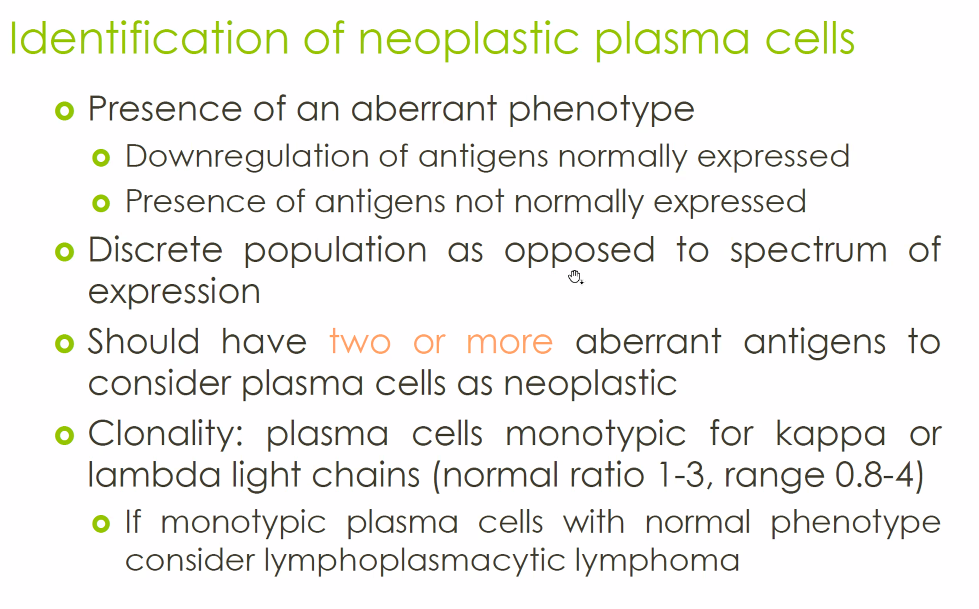 Identification of neoplastic plasma cells
Presence of an aberrant phenotype
Downregulation of antigens normally expressed
Presence of antigens not normally expressed
Discrete population as opposed to spectrum of
expression
Should have two or more aberrant antigens to
consider plasma cells as neoplastic
Clonality: plasma cells monotypic for kappa or
lambda light chains (normal ratio 1-3, range 0.8-4)
If monotypic plasma cells with normal phenotype
consider lymphoplasmacytic lymphoma